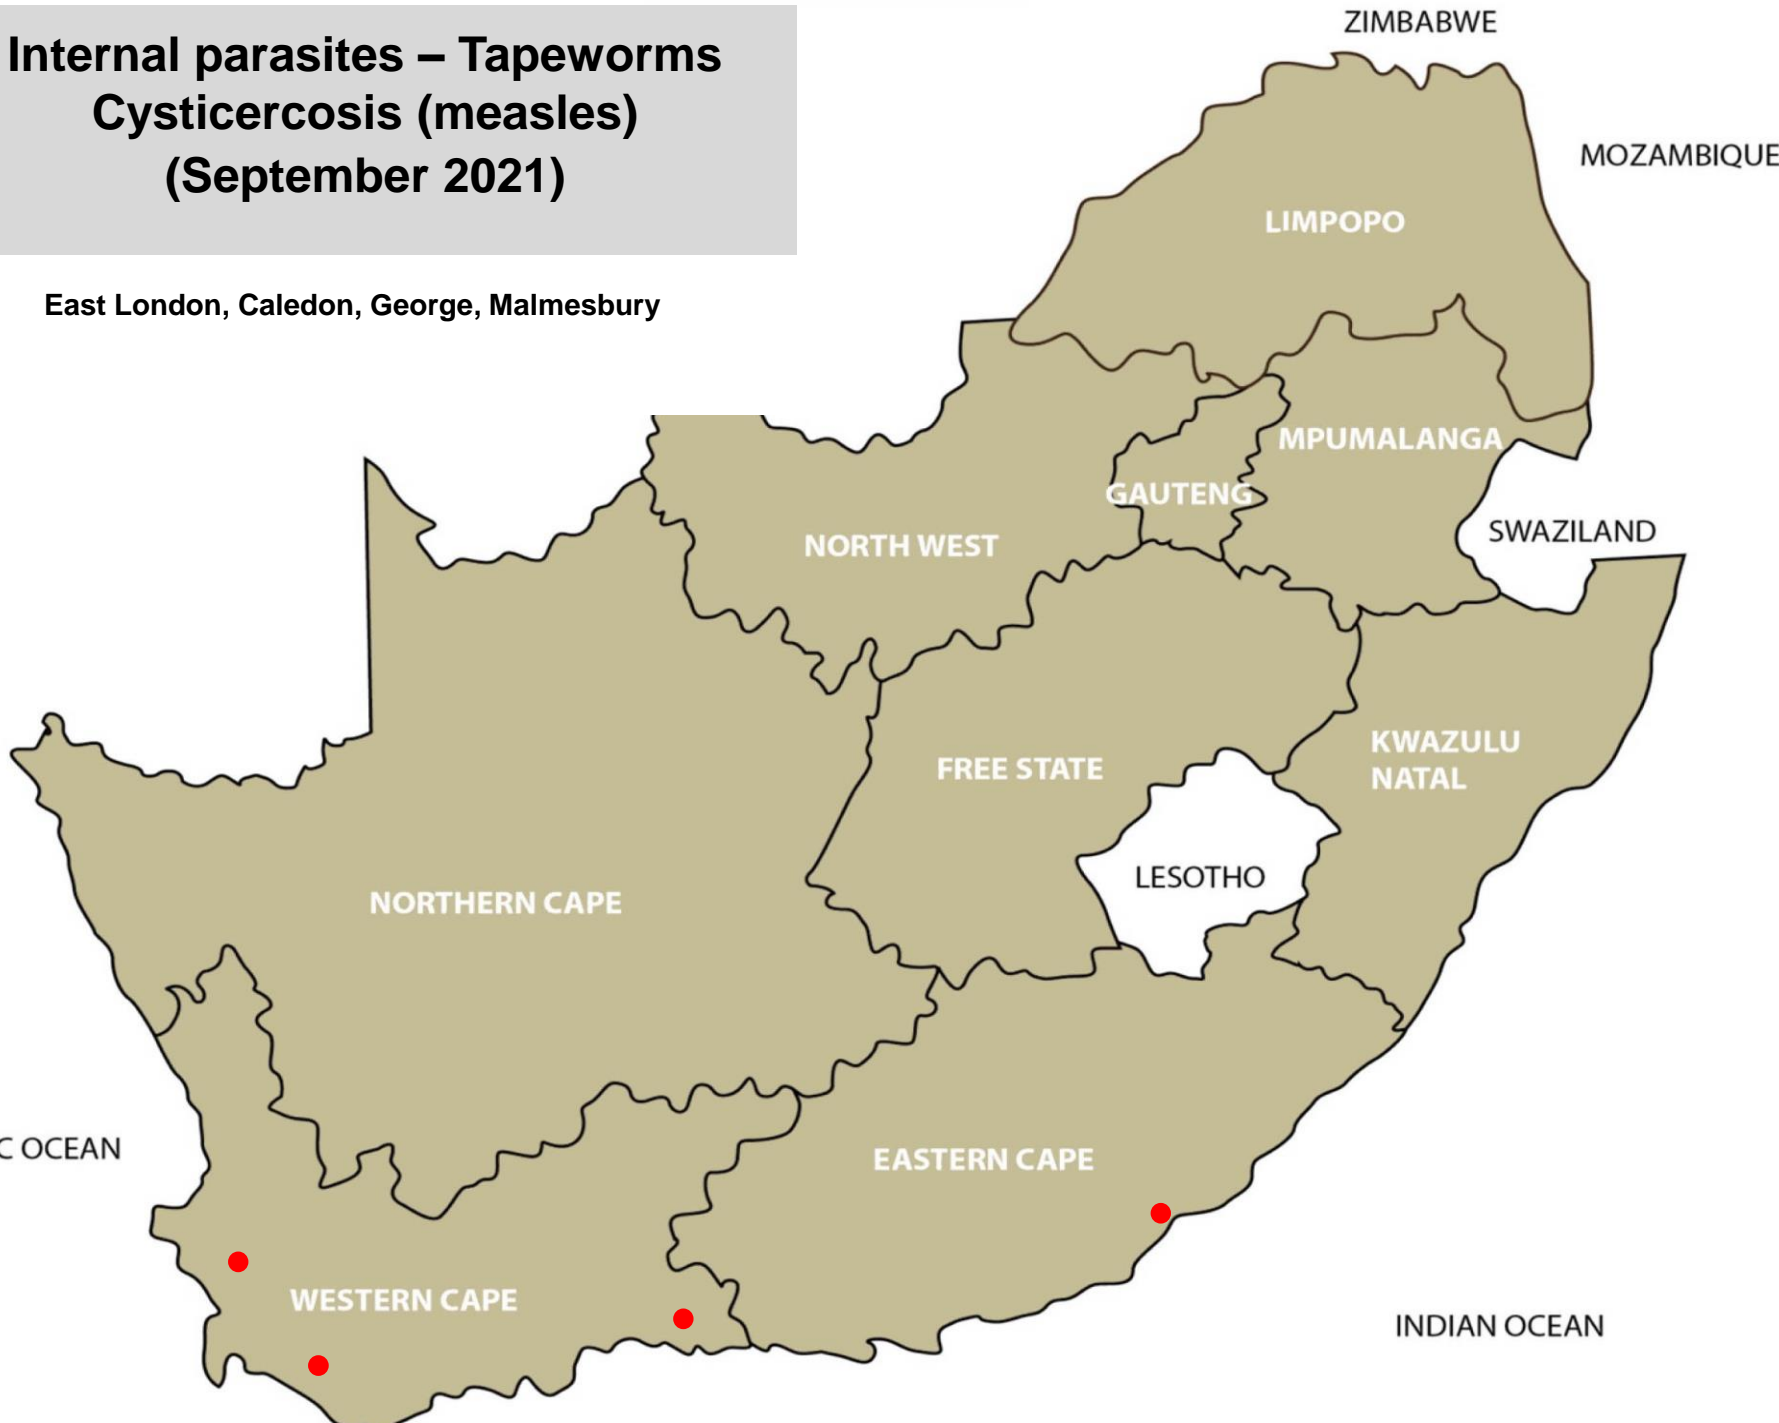 Internal parasites – Tapeworms
Cysticercosis (measles)
(September 2021)
East London, Caledon, George, Malmesbury
ZIMBABWE
MOZAMBIQUE
LIMPOPO
MPUMALANGA
GAUTENG
SWAZILAND
NORTH WEST
KWAZULU
NATAL
FREE STATE
LESOTHO
NORTHERN CAPE
C OCEAN
EASTERN CAPE
WESTERN CAPE
INDIAN OCEAN